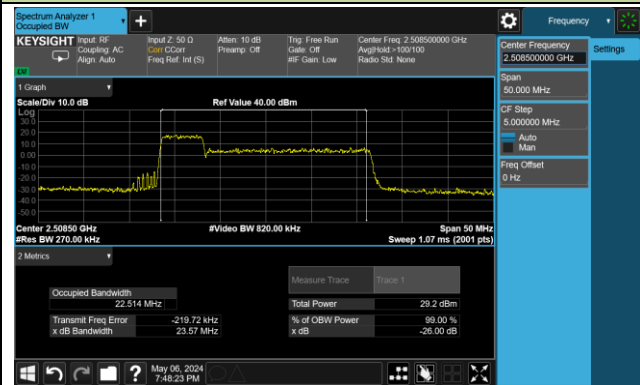 Spectrum Analyzer 1
Occupied BW
+
Frequency
KEYSIGHT
Input: RF
Coupling: AC
Align: Auto
Input Z: 50 Ω
Corr CCorr
Freq Ref: Int (S)
Atten: 10 dB
Preamp: Off
Trig: Free Run
Gate: Off
#IF Gain: Low
Center Freq: 2.508500000 GHz
Avg|Hold:>100/100
Radio Std: None
Center Frequency
2.508500000 GHz
Settings
Span
50.000 MHz
CF Step
5.000000 MHz
Auto
Man
Freq Offset
0 Hz
1 Graph
Scale/Div 10.0 dB
Ref Value 40.00 dBm
Log
30.0
20.0
10.0
0.00
-10.0
-20.0
-30.0
-40.0
-50.0
Center 2.50850 GHz
#Video BW 820.00 kHz
Span 50 MHz
#Res BW 270.00 kHz
Sweep 1.07 ms (2001 pts)
2 Metrics
Measure Trace
Trace 1
Occupied Bandwidth
22.514 MHz
Total Power
29.2 dBm
Transmit Freq Error
-219.72 kHz
% of OBW Power
99.00 %
x dB Bandwidth
23.57 MHz
x dB
-26.00 dB
?
May 06, 2024
7:48:23 PM